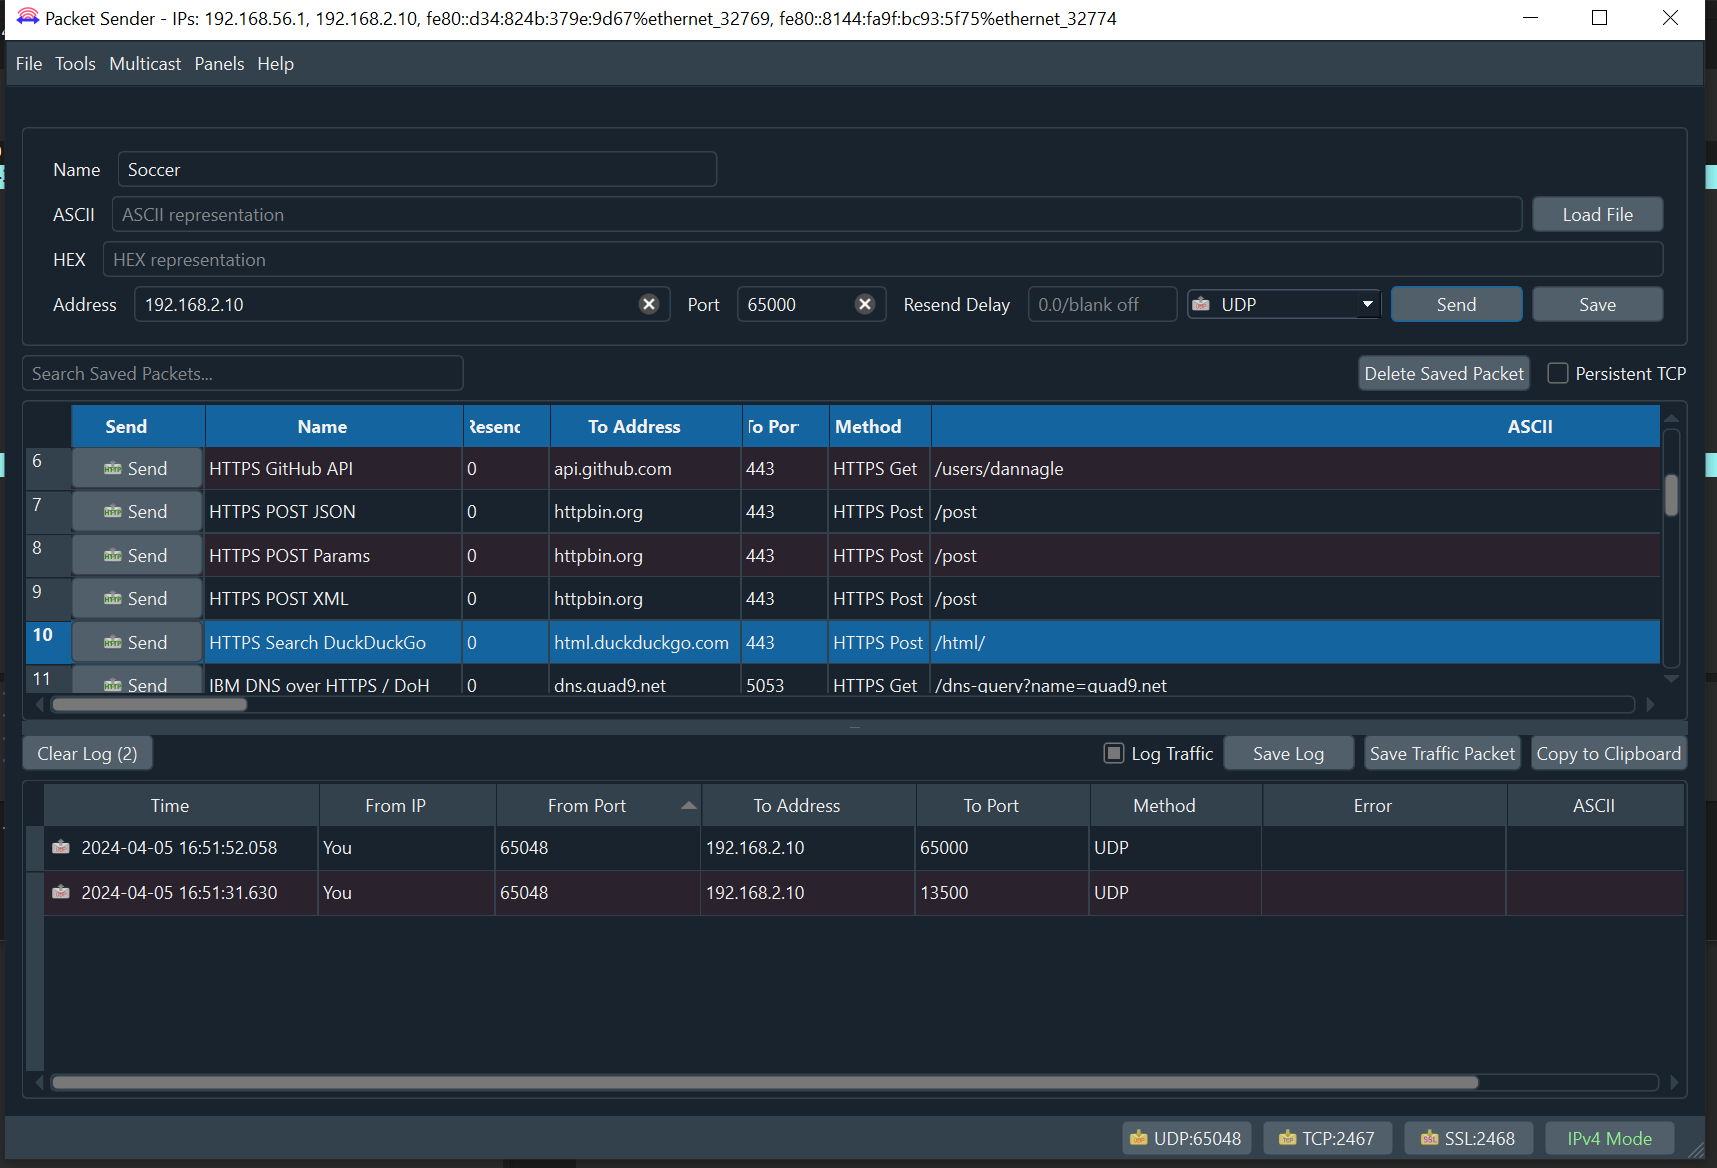 Packet Sender - IPs: 192.168.56.1, 192.168.2.10, fe80::d34:824b:379e:9d67%ethernet_32769, fe80::8144:fa9f:bc93:5f75%ethernet_32774
File Tools Multicast Panels Help
Name Soccer
ASCII ASCII representation Load File
HEX HEX representation
Address 192.168.2.10 Port 65000 Resend Delay 0.0/blank off UDP Send Save
Search Saved Packets... Delete Saved Packet Persistent TCP
Send Name Resend To Address To Port Method ASCII
6 Send HTTPS GitHub API 0 api.github.com 443 HTTPS Get /users/dannagle
7 Send HTTPS POST JSON 0 httpbin.org 443 HTTPS Post /post
8 Send HTTPS POST Params 0 httpbin.org 443 HTTPS Post /post
9 Send HTTPS POST XML 0 httpbin.org 443 HTTPS Post /post
10 Send HTTPS Search DuckDuckGo 0 html.duckduckgo.com 443 HTTPS Post /html/
11 Send IBM DNS over HTTPS / DoH 0 dns.quad9.net 5053 HTTPS Get /dns-query?name=quad9.net
Clear Log (2) Log Traffic Save Log Save Traffic Packet Copy to Clipboard
Time From IP From Port To Address To Port Method Error ASCII
2024-04-05 16:51:52.058 You 65048 192.168.2.10 65000 UDP
2024-04-05 16:51:31.630 You 65048 192.168.2.10 13500 UDP
UDP:65048 TCP:2467 SSL:2468 IPv4 Mode